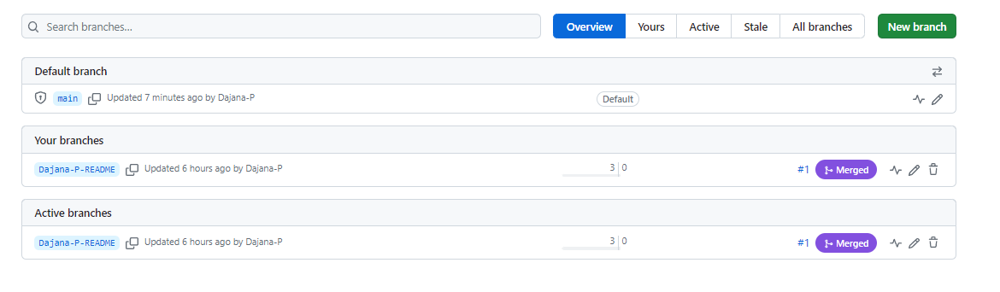 Search branches...
Overview Yours Active Stale All branches New branch
Default branch
main Updated 7 minutes ago by Dajana-P Default
Your branches
Dajana-P-README Updated 6 hours ago by Dajana-P 3 0 #1 Merged
Active branches
Dajana-P-README Updated 6 hours ago by Dajana-P 3 0 #1 Merged